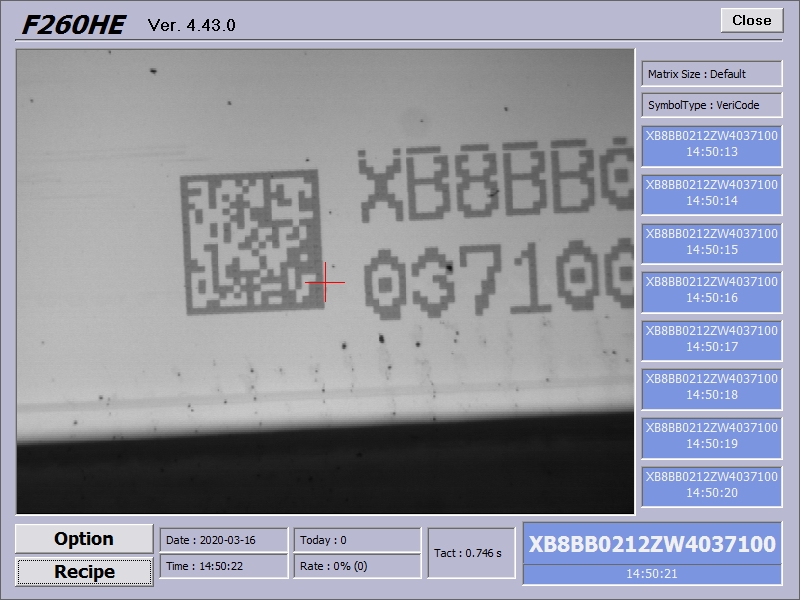 F260HE Ver. 4.43.0
Close
XB8BB0
037100
Matrix Size : Default
SymbolType : VeriCode
XB8BB0212ZW4037100
14:50:13
XB8BB0212ZW4037100
14:50:14
XB8BB0212ZW4037100
14:50:15
XB8BB0212ZW4037100
14:50:16
XB8BB0212ZW4037100
14:50:17
XB8BB0212ZW4037100
14:50:18
XB8BB0212ZW4037100
14:50:19
XB8BB0212ZW4037100
14:50:20
Option
Recipe
Date : 2020-03-16
Time : 14:50:22
Today : 0
Rate : 0% (0)
Tact : 0.746 s
XB8BB0212ZW4037100
14:50:21